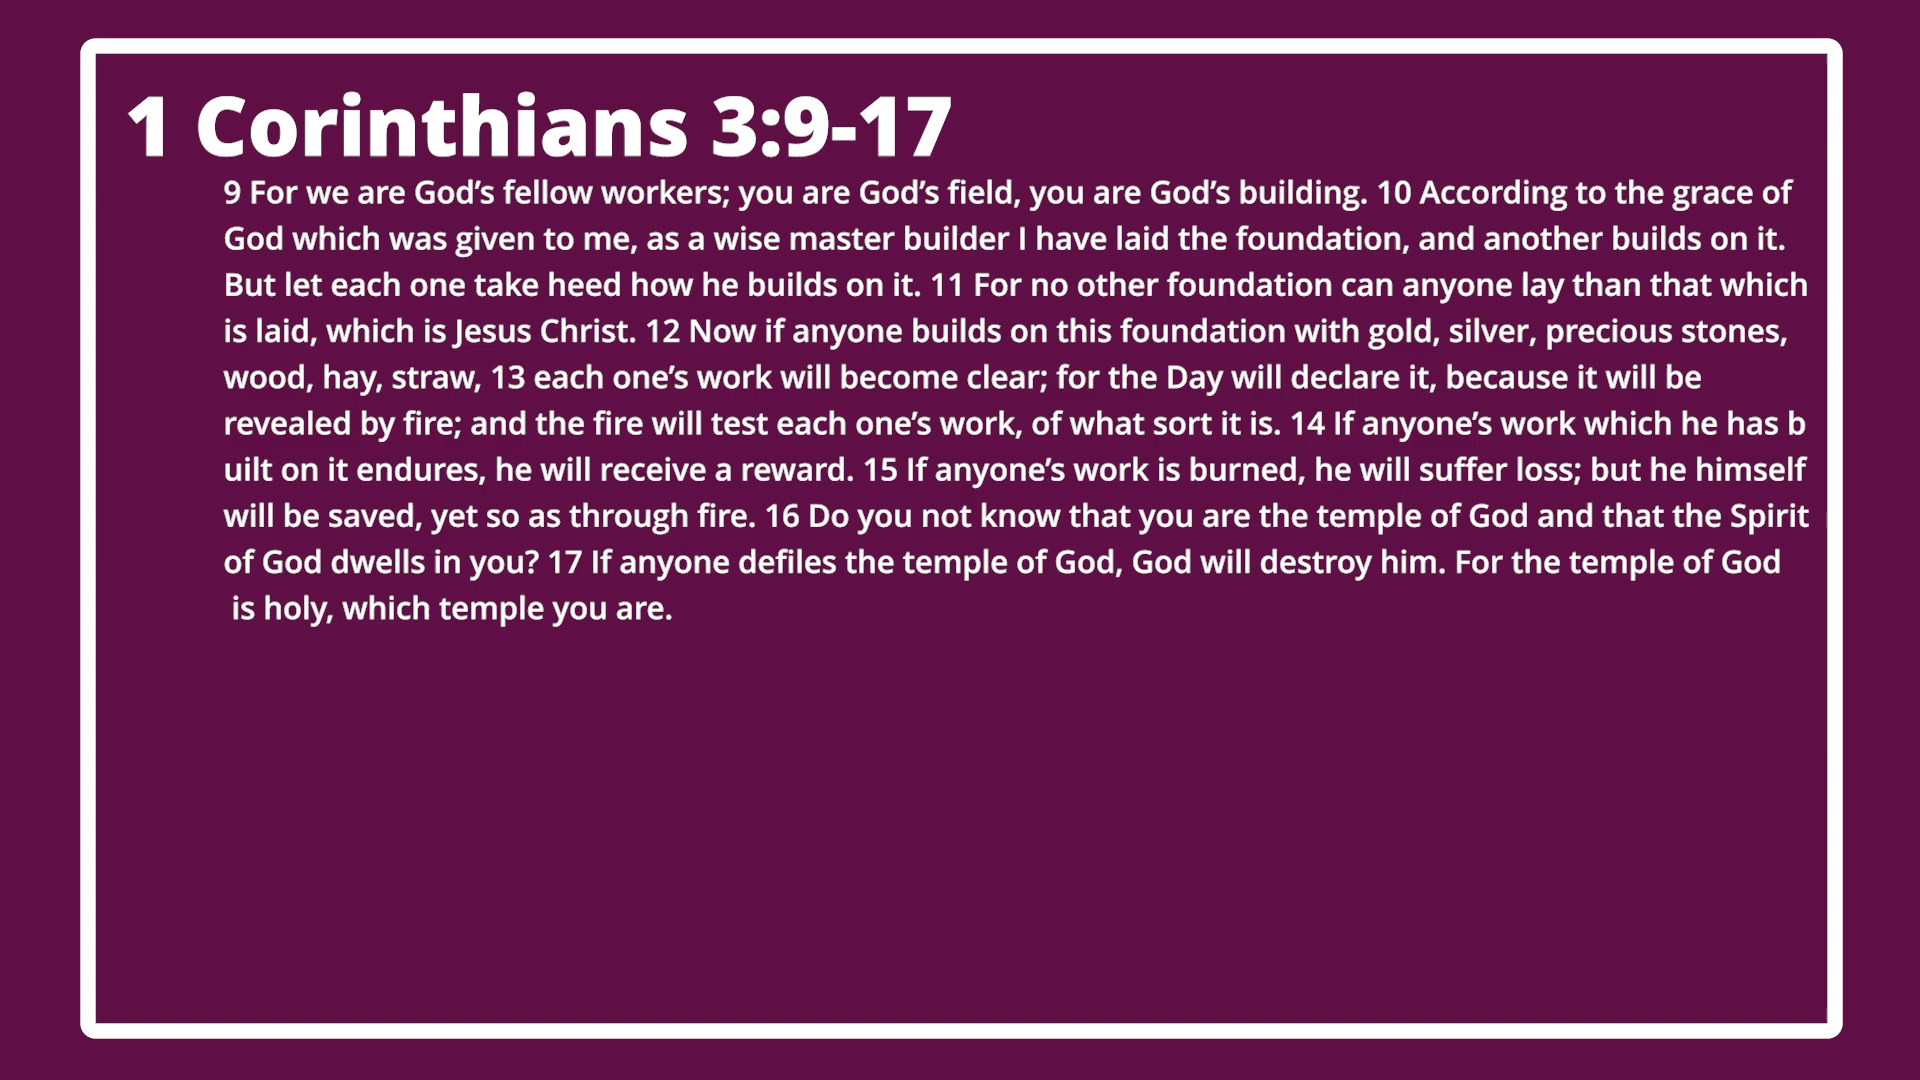 1 Corinthians 3:9-17
9 For we are God’s fellow workers; you are God’s field, you are God’s building. 10 According to the grace of
God which was given to me, as a wise master builder I have laid the foundation, and another builds on it.
But let each one take heed how he builds on it. 11 For no other foundation can anyone lay than that which
is laid, which is Jesus Christ. 12 Now if anyone builds on this foundation with gold, silver, precious stones,
wood, hay, straw, 13 each one’s work will become clear; for the Day will declare it, because it will be
revealed by fire; and the fire will test each one’s work, of what sort it is. 14 If anyone’s work which he has b
uilt on it endures, he will receive a reward. 15 If anyone’s work is burned, he will suffer loss; but he himself
will be saved, yet so as through fire. 16 Do you not know that you are the temple of God and that the Spirit
of God dwells in you? 17 If anyone defiles the temple of God, God will destroy him. For the temple of God
is holy, which temple you are.